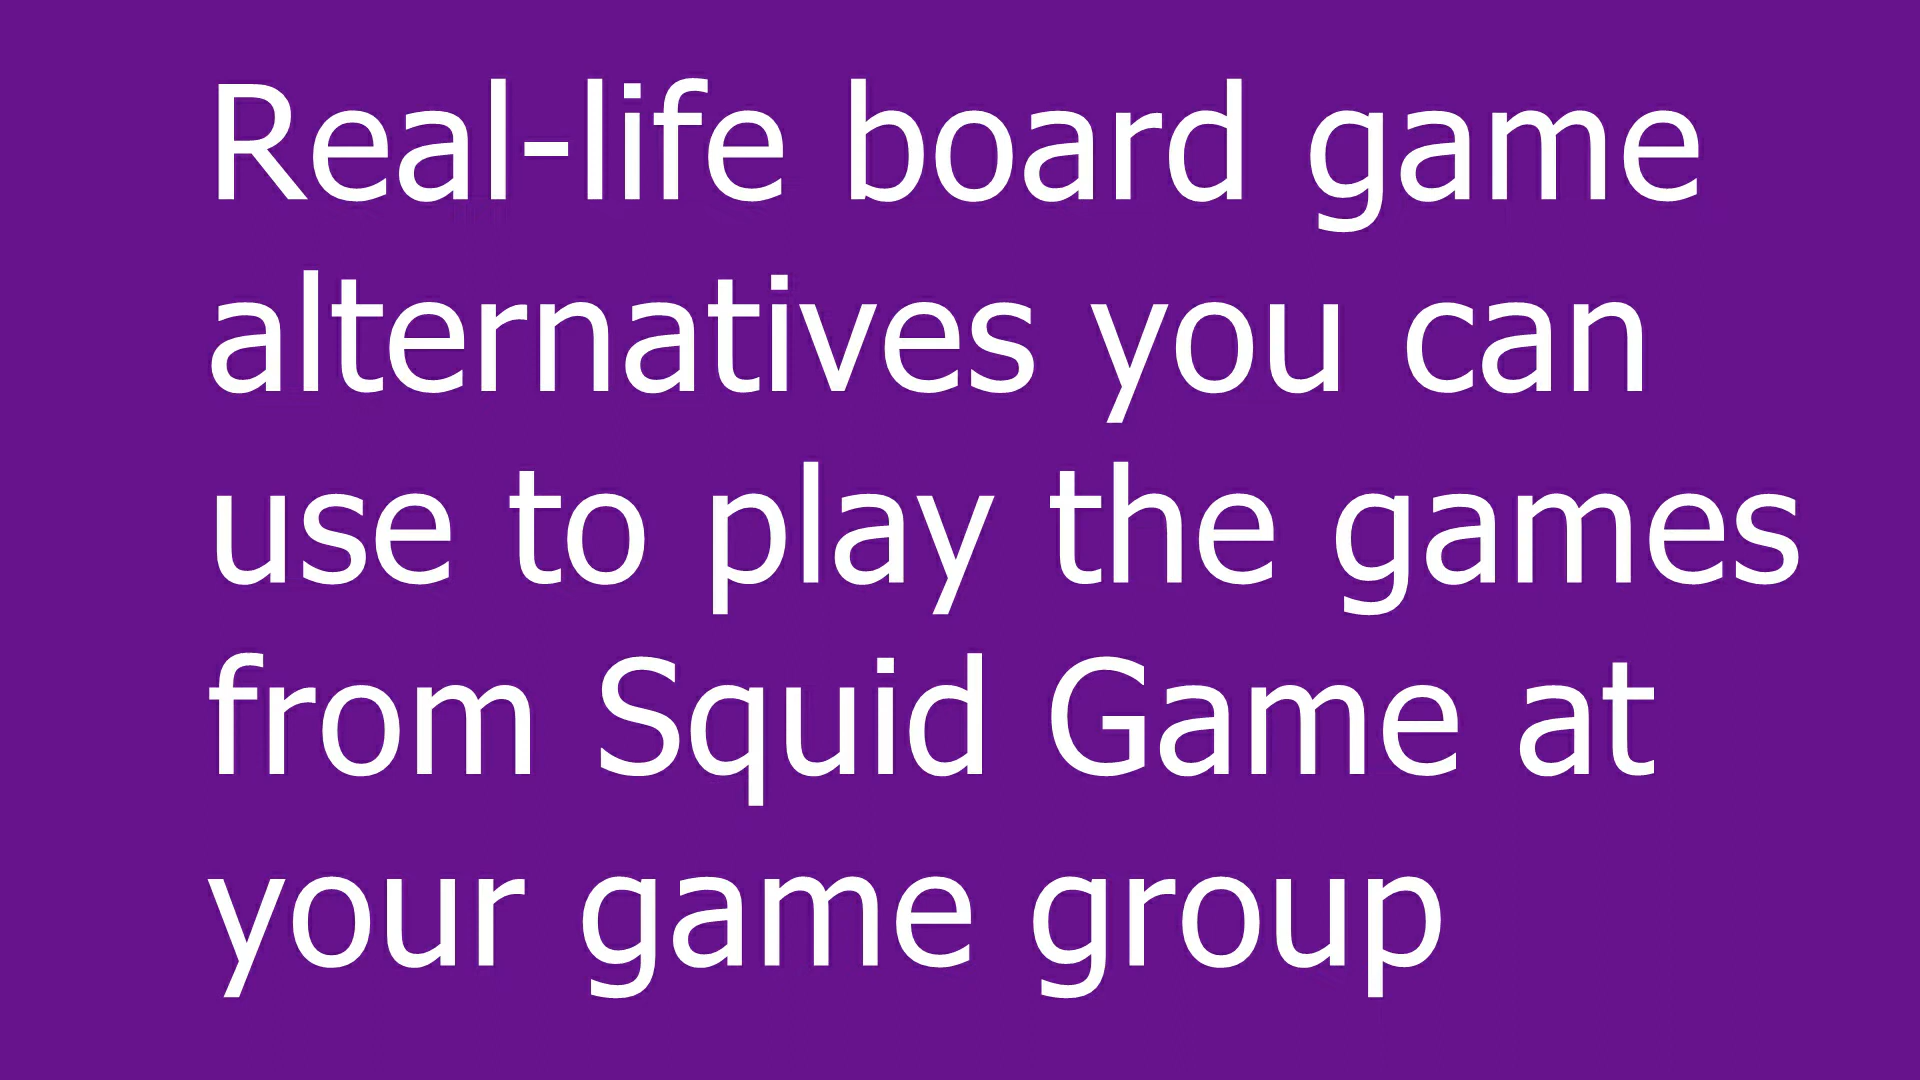 Real-life board game
alternatives you can
use to play the games
from Squid Game at
your game group